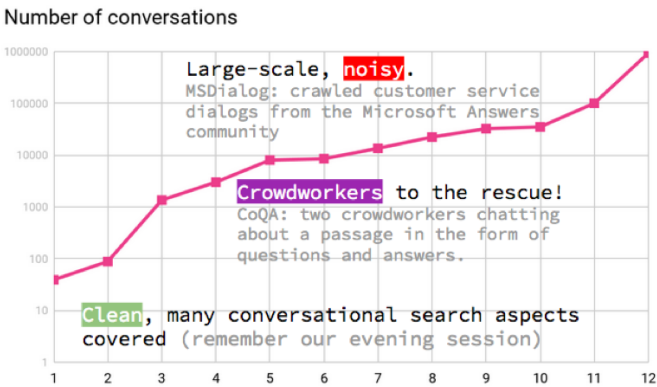 Number of conversations
1000000
Large-scale, noisy.
MSDialog: crawled customer service
100000
dialogs from the Microsoft Answers
community
10000
Crowdworkers to the rescue!
1000
CoQA: two crowdworkers chatting
about a passage in the form of
questions and answers.
100
10
Clean, many conversational search aspects
covered (remember our evening session)
1
1 2 3 4 5 6 7 8 9 10 11 12